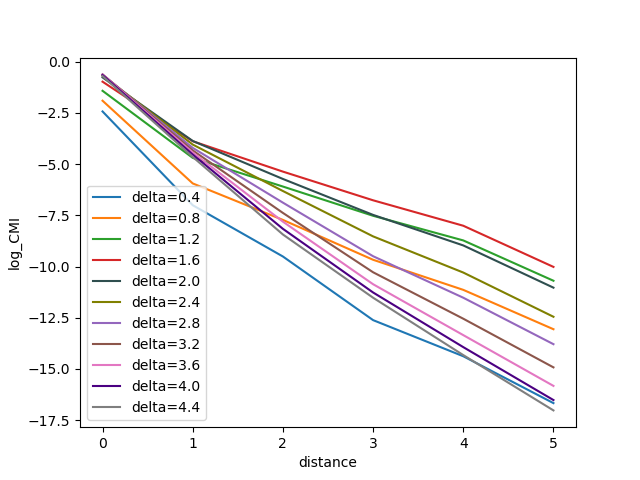 0.0
−2.5
−5.0
−7.5
−10.0
−12.5
−15.0
−17.5
log_CMI
delta=0.4
delta=0.8
delta=1.2
delta=1.6
delta=2.0
delta=2.4
delta=2.8
delta=3.2
delta=3.6
delta=4.0
delta=4.4
0 1 2 3 4 5
distance